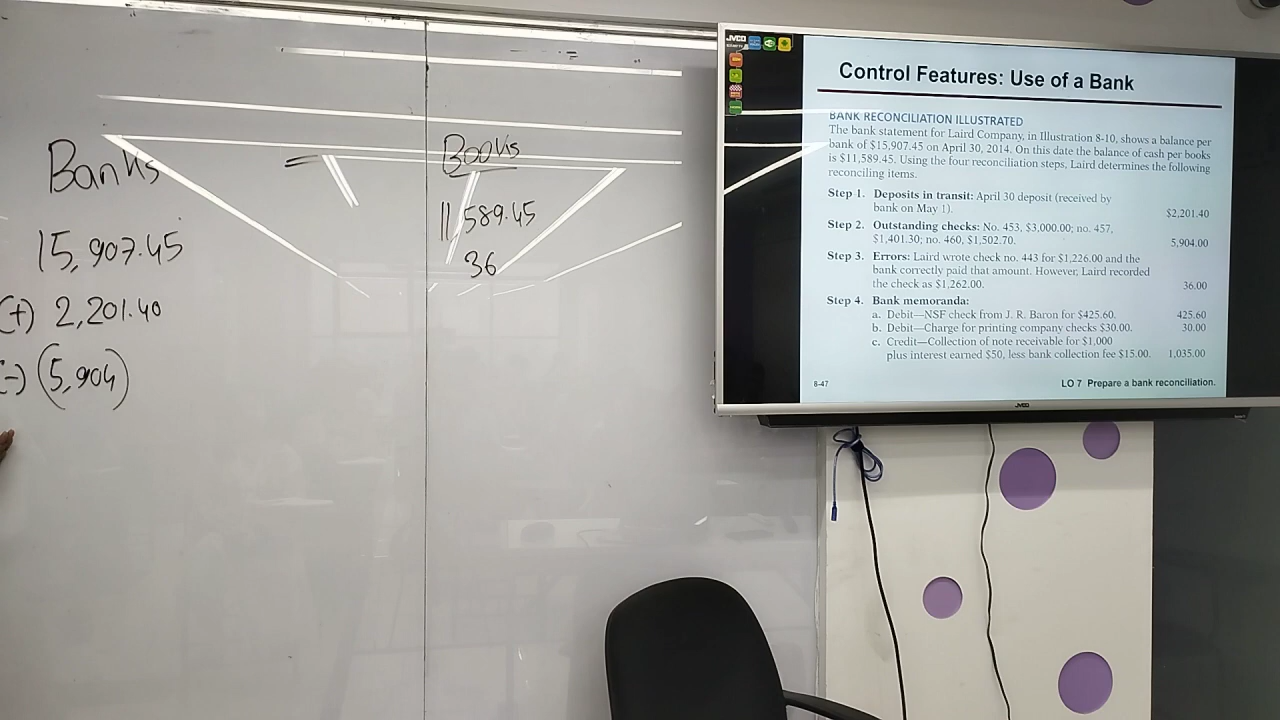 Banks = Books
15,907.45
(+) 2,201.40
(-) (5,904)
11,589.45
36
JVCO
Control Features: Use of a Bank
BANK RECONCILIATION ILLUSTRATED
The bank statement for Laird Company, in Illustration 8-10, shows a balance per
bank of $15,907.45 on April 30, 2014. On this date the balance of cash per books
is $11,589.45. Using the four reconciliation steps, Laird determines the following
reconciling items.
Step 1. Deposits in transit: April 30 deposit (received by
bank on May 1). $2,201.40
Step 2. Outstanding checks: No. 453, $3,000.00; no. 457,
$1,401.30; no. 460, $1,502.70. 5,904.00
Step 3. Errors: Laird wrote check no. 443 for $1,226.00 and the
bank correctly paid that amount. However, Laird recorded
the check as $1,262.00. 36.00
Step 4. Bank memoranda:
a. Debit—NSF check from J. R. Baron for $425.60. 425.60
b. Debit—Charge for printing company checks $30.00. 30.00
c. Credit—Collection of note receivable for $1,000
plus interest earned $50, less bank collection fee $15.00. 1,035.00
8-47 LO 7 Prepare a bank reconciliation.
JVCO